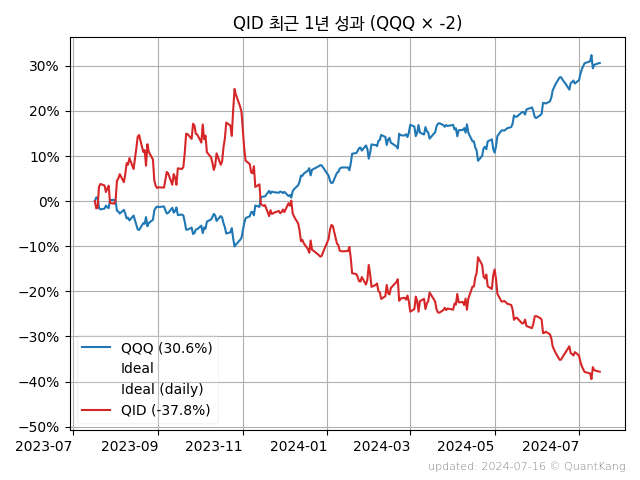 QID 최근 1년 성과 (QQQ × -2)
30%
20%
10%
0%
−10%
−20%
−30%
−40%
−50%
QQQ (30.6%)
Ideal
Ideal (daily)
QID (-37.8%)
2023-07
2023-09
2023-11
2024-01
2024-03
2024-05
2024-07
updated: 2024-07-16 © QuantKang